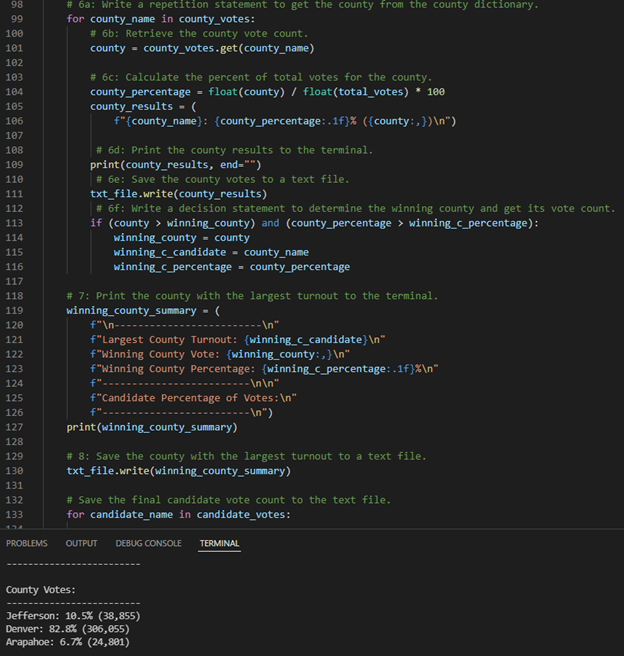 98 # 6a: Write a repetition statement to get the county from the county dictionary.
99 for county_name in county_votes:
100 # 6b: Retrieve the county vote count.
101 county = county_votes.get(county_name)
102
103 # 6c: Calculate the percent of total votes for the county.
104 county_percentage = float(county) / float(total_votes) * 100
105 county_results = (
106 f"{county_name}: {county_percentage:.1f}% ({county:,})\n")
107
108 # 6d: Print the county results to the terminal.
109 print(county_results, end="")
110 # 6e: Save the county votes to a text file.
111 txt_file.write(county_results)
112 # 6f: Write a decision statement to determine the winning county and get its vote count.
113 if (county > winning_county) and (county_percentage > winning_c_percentage):
114 winning_county = county
115 winning_c_candidate = county_name
116 winning_c_percentage = county_percentage
117
118 # 7: Print the county with the largest turnout to the terminal.
119 winning_county_summary = (
120 f"\n-------------------------\n"
121 f"Largest County Turnout: {winning_c_candidate}\n"
122 f"Winning County Vote: {winning_county:,}\n"
123 f"Winning County Percentage: {winning_c_percentage:.1f}%\n"
124 f"-------------------------\n\n"
125 f"Candidate Percentage of Votes:\n"
126 f"-------------------------\n")
127 print(winning_county_summary)
128
129 # 8: Save the county with the largest turnout to a text file.
130 txt_file.write(winning_county_summary)
131
132 # Save the final candidate vote count to the text file.
133 for candidate_name in candidate_votes:
134
PROBLEMS OUTPUT DEBUG CONSOLE TERMINAL
-------------------------
County Votes:
-------------------------
Jefferson: 10.5% (38,855)
Denver: 82.8% (306,055)
Arapahoe: 6.7% (24,801)